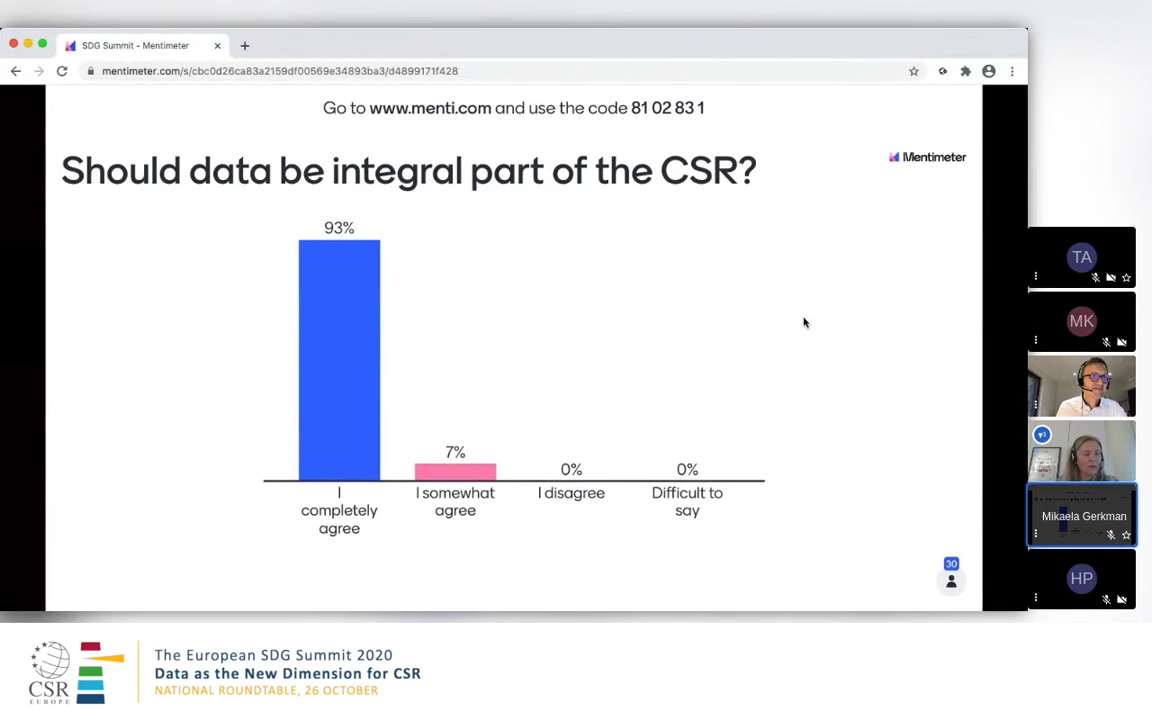 SDG Summit - Mentimeter
mentimeter.com/s/cbc0d26ca83a2159df00569e34893ba3/d4899171f428
Go to www.menti.com and use the code 81 02 83 1
Should data be integral part of the CSR?
Mentimeter
93%
7%
0%
0%
I completely agree
I somewhat agree
I disagree
Difficult to say
30
TA
MK
Mikaela Gerkman
HP
CSR
EUROPE
The European SDG Summit 2020
Data as the New Dimension for CSR
NATIONAL ROUNDTABLE, 26 OCTOBER